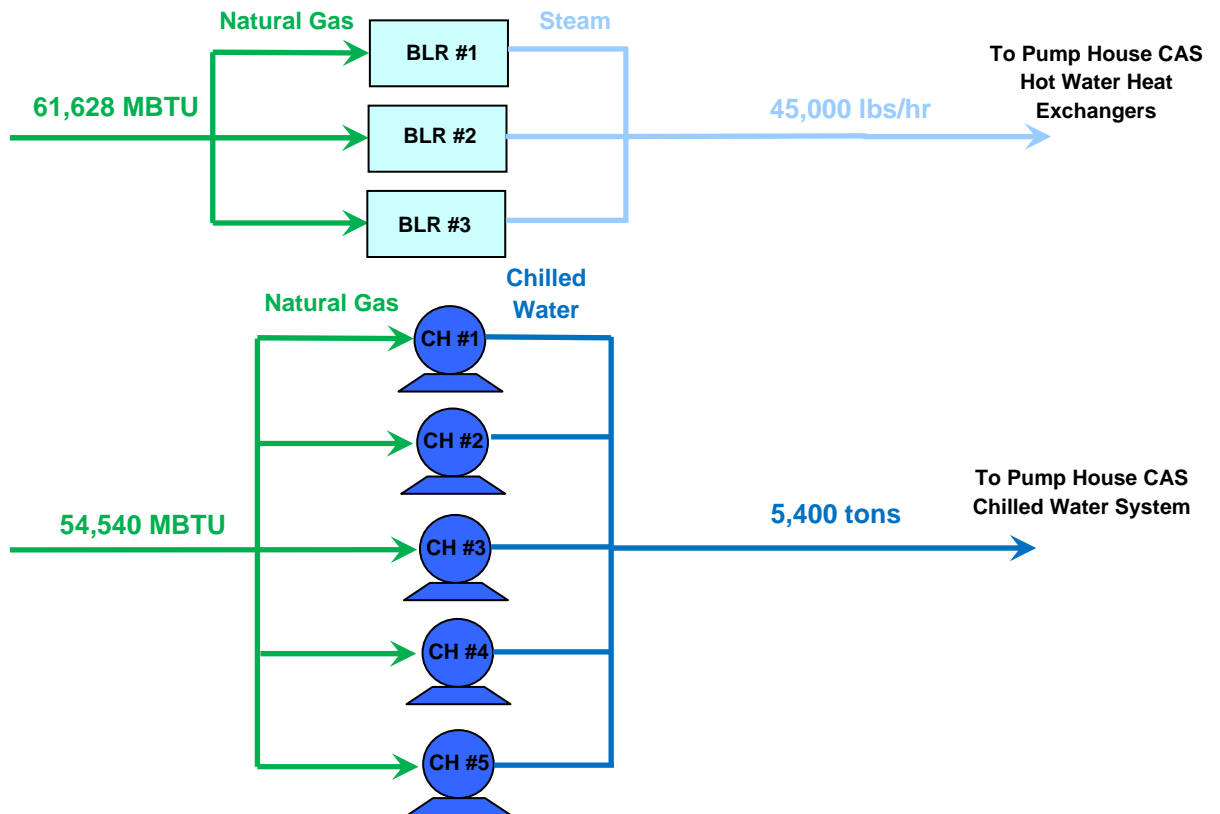 Natural Gas
Steam
BLR #1
To Pump House CAS
Hot Water Heat
Exchangers
61,628 MBTU
45,000 lbs/hr
BLR #2
BLR #3
Chilled
Water
Natural Gas
CH #1
CH #2
To Pump House CAS
Chilled Water System
54,540 MBTU
5,400 tons
CH #3
CH #4
CH #5